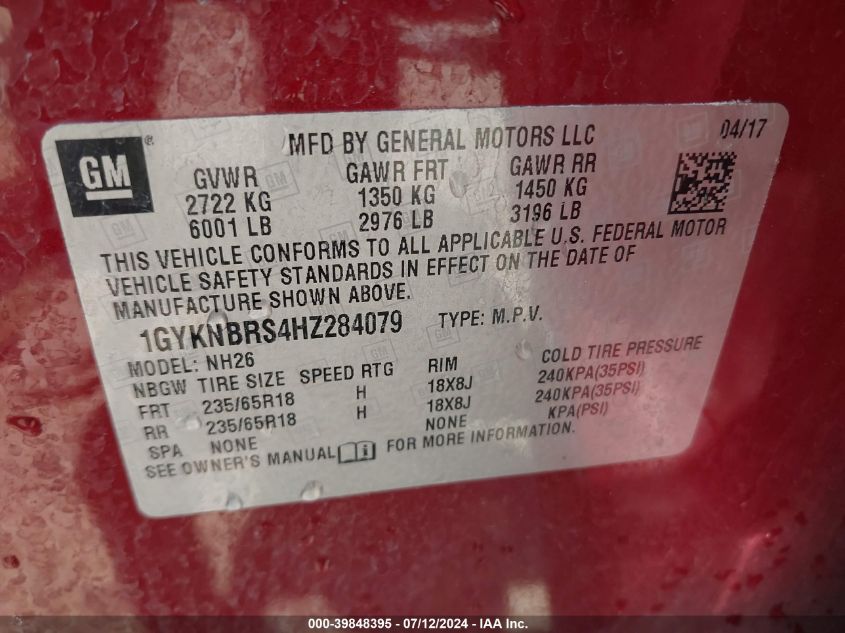 GM ® MFD BY GENERAL MOTORS LLC 04/17
GVWR GAWR FRT GAWR RR
2722 KG 1350 KG 1450 KG
6001 LB 2976 LB 3196 LB
THIS VEHICLE CONFORMS TO ALL APPLICABLE U.S. FEDERAL MOTOR
VEHICLE SAFETY STANDARDS IN EFFECT ON THE DATE OF
MANUFACTURE SHOWN ABOVE.
1GYKNBRS4HZ284079 TYPE: M.P.V.
MODEL: NH26
NBGW TIRE SIZE SPEED RTG RIM COLD TIRE PRESSURE
FRT 235/65R18 H 18X8J 240KPA(35PSI)
RR 235/65R18 H 18X8J 240KPA(35PSI)
SPA NONE NONE KPA(PSI)
SEE OWNER'S MANUAL FOR MORE INFORMATION.
000-39848395 - 07/12/2024 - IAA Inc.